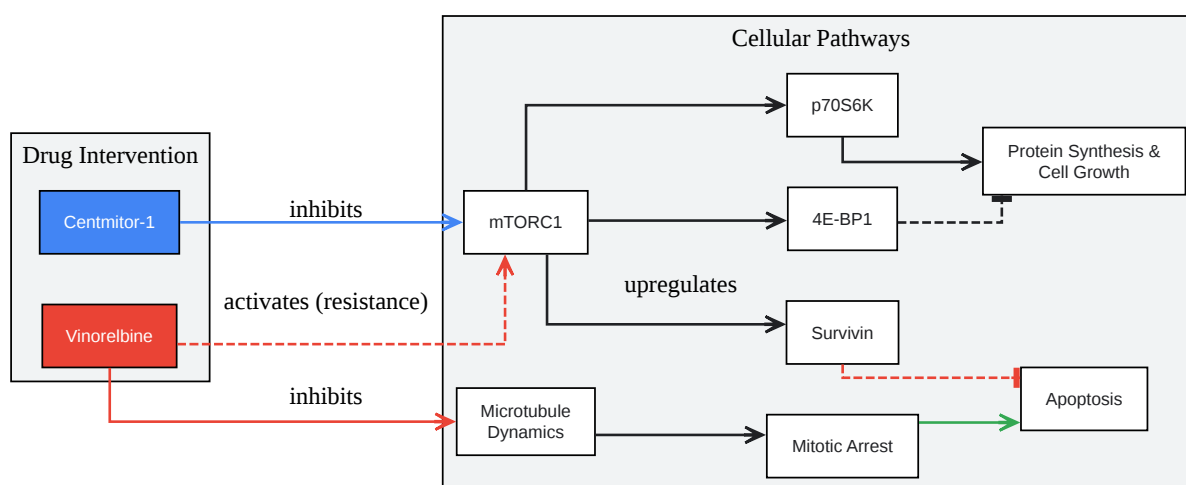 Cellular Pathways
Drug Intervention
Centmitor-1
inhibits
Vinorelbine
activates (resistance)
inhibits
mTORC1
p70S6K
Protein Synthesis &
Cell Growth
4E-BP1
upregulates
Survivin
Microtubule
Dynamics
Mitotic Arrest
Apoptosis